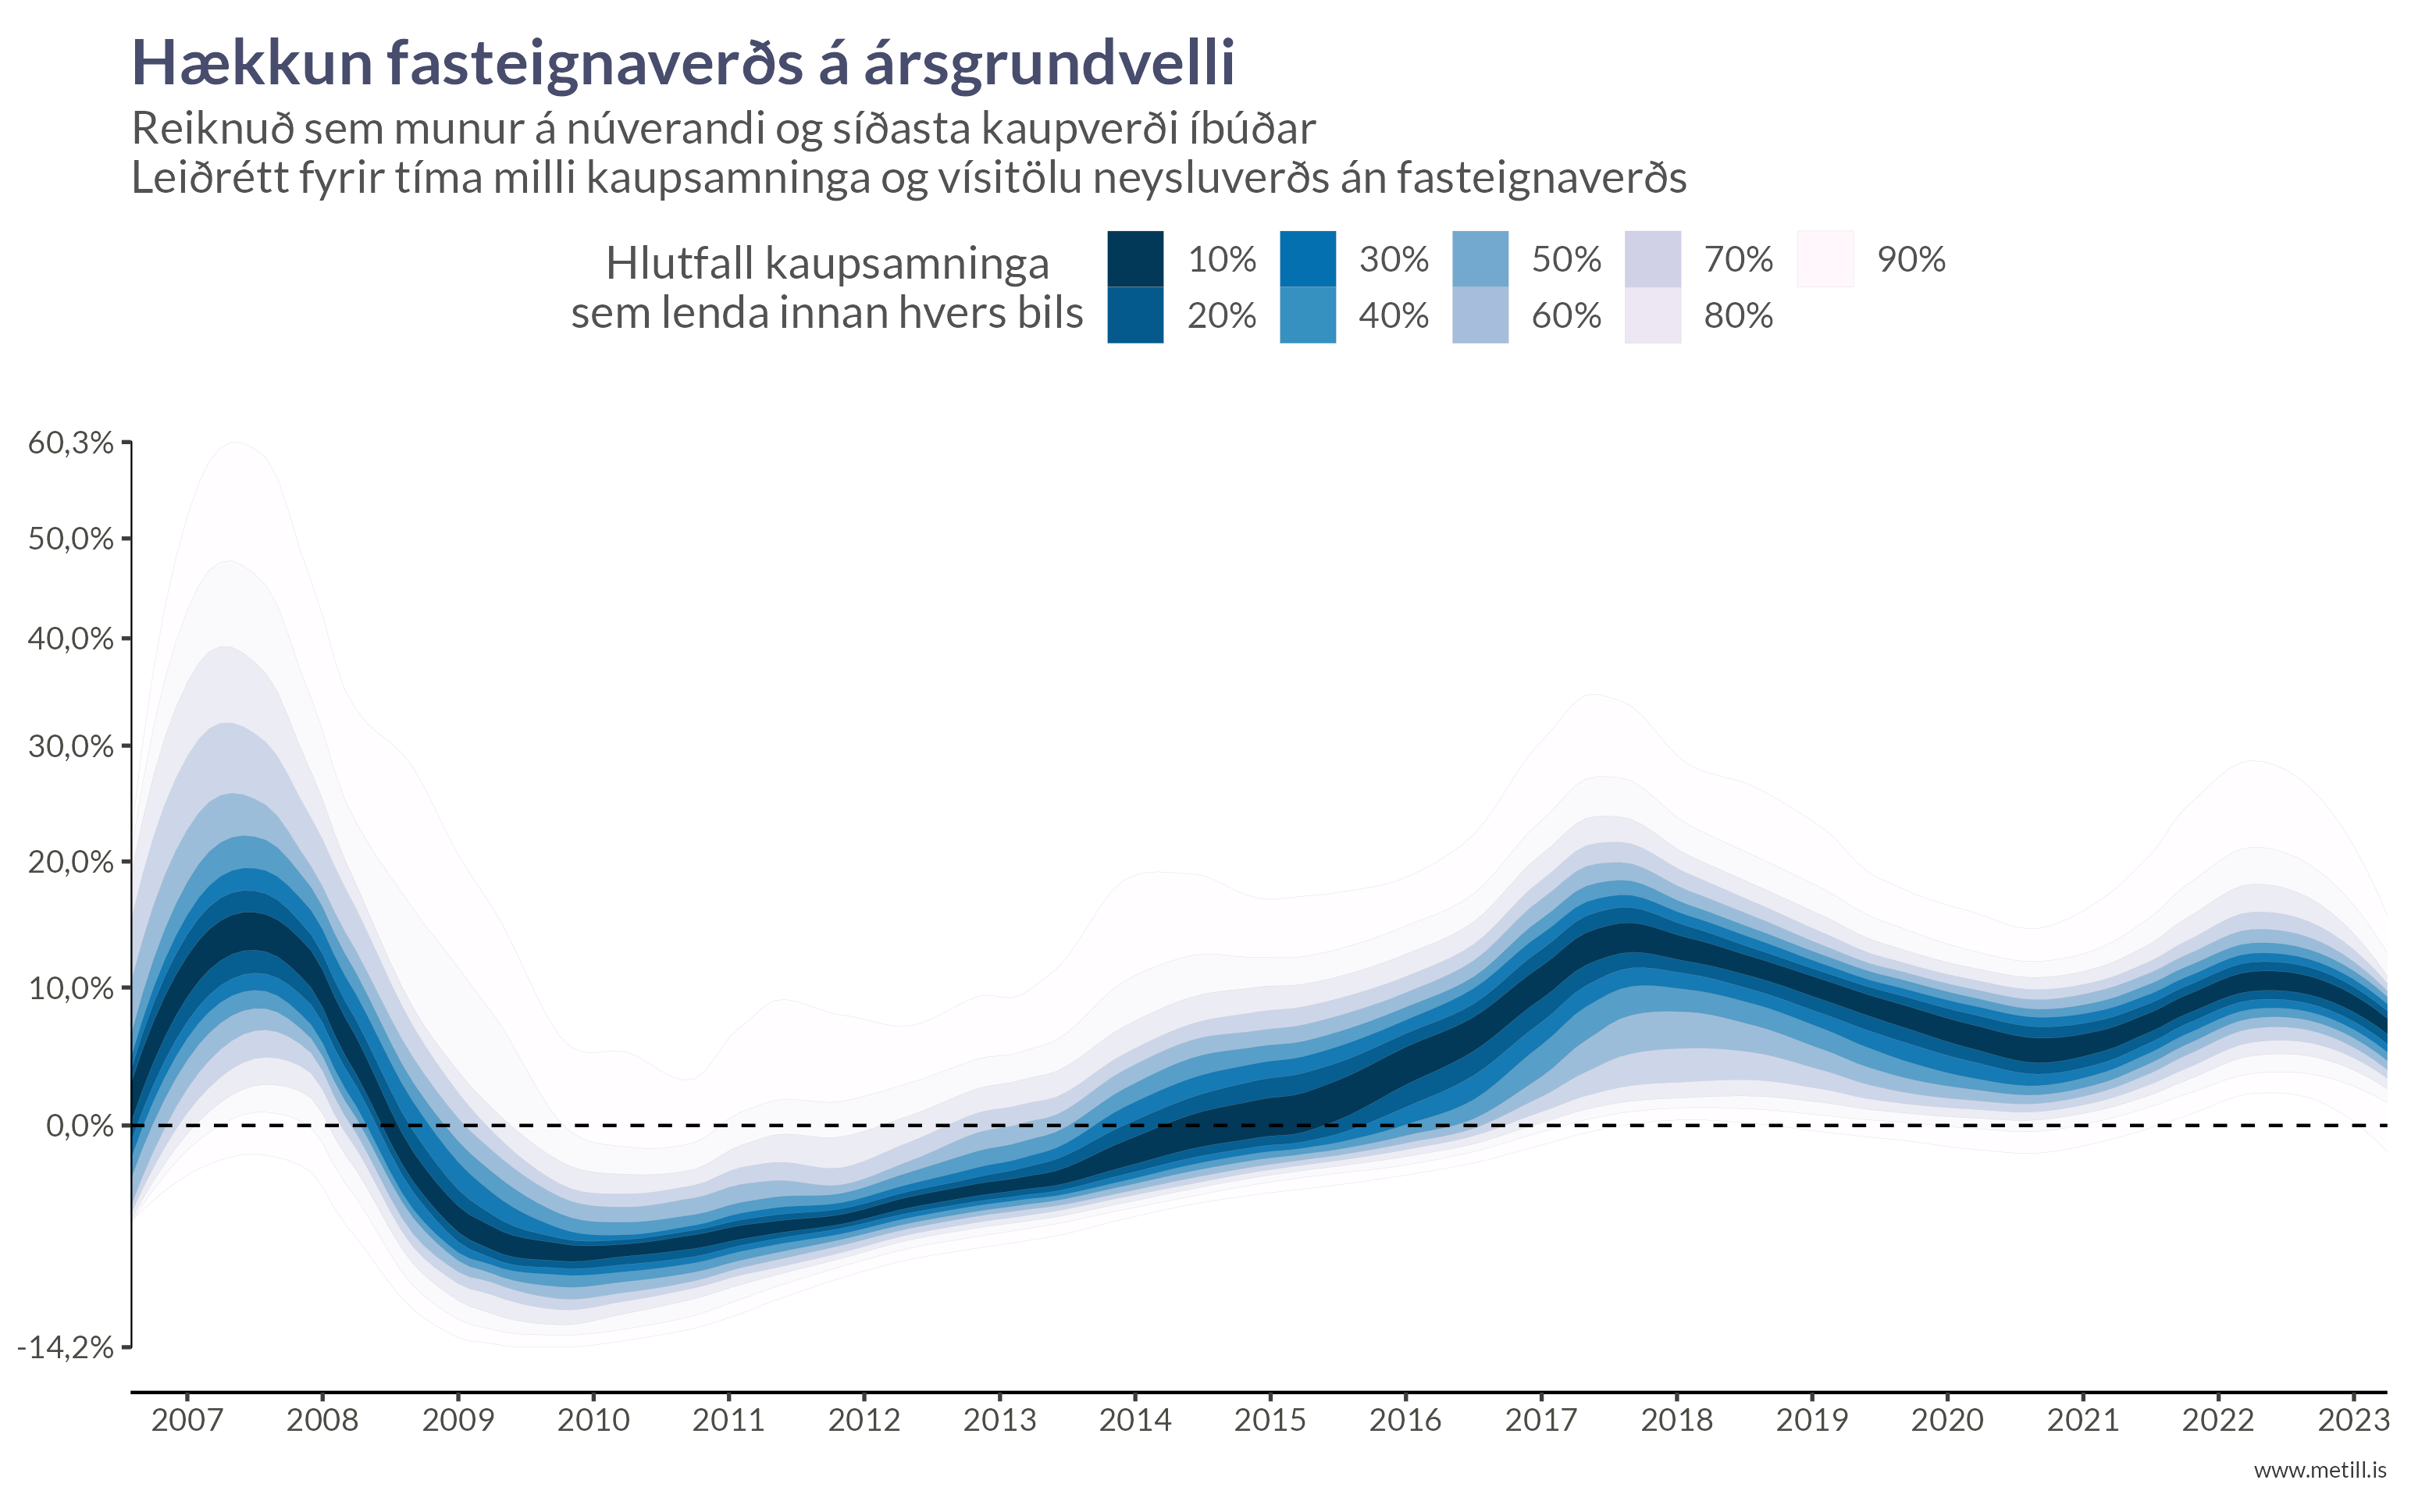 Hækkun fasteignaverðs á ársgrundvelli
Reiknuð sem munur á núverandi og síðasta kaupverði íbúðar
Leiðrétt fyrir tíma milli kaupsamninga og vísitölu neysluverðs án fasteignaverðs
Hlutfall kaupsamninga
sem lenda innan hvers bils
10% 30% 50% 70% 90%
20% 40% 60% 80%
60,3%
50,0%
40,0%
30,0%
20,0%
10,0%
0,0%
-14,2%
2007 2008 2009 2010 2011 2012 2013 2014 2015 2016 2017 2018 2019 2020 2021 2022 2023
www.metill.is